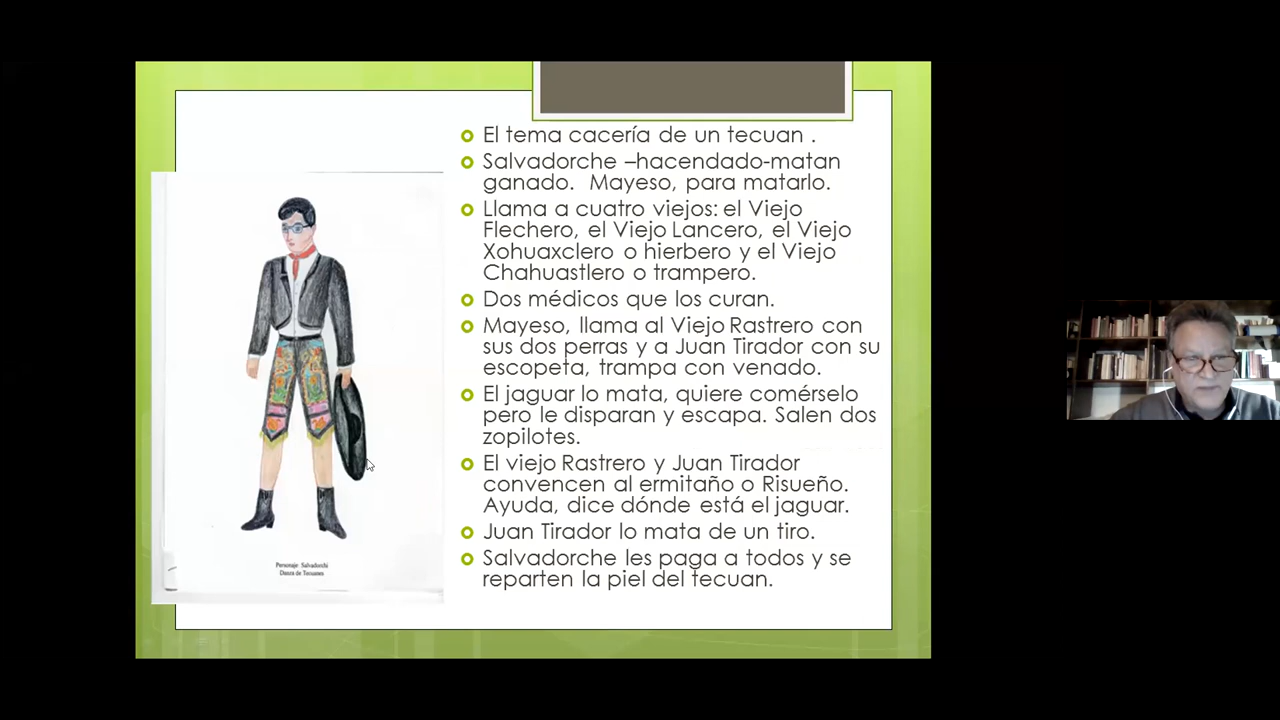 El tema cacería de un tecuan .
Salvadorche –hacendado-matan
ganado.  Mayeso, para matarlo.
Llama a cuatro viejos: el Viejo
Flechero, el Viejo Lancero, el Viejo
Xohuaxclero o hierbero y el Viejo
Chahuastlero o trampero.
Dos médicos que los curan.
Mayeso, llama al Viejo Rastrero con
sus dos perras y a Juan Tirador con su
escopeta, trampa con venado.
El jaguar lo mata, quiere comérselo
pero le disparan y escapa. Salen dos
zopilotes.
El viejo Rastrero y Juan Tirador
convencen al ermitaño o Risueño.
Ayuda, dice dónde está el jaguar.
Juan Tirador lo mata de un tiro.
Salvadorche les paga a todos y se
reparten la piel del tecuan.
Personaje Salvadorchi
Danza de Tecuanes